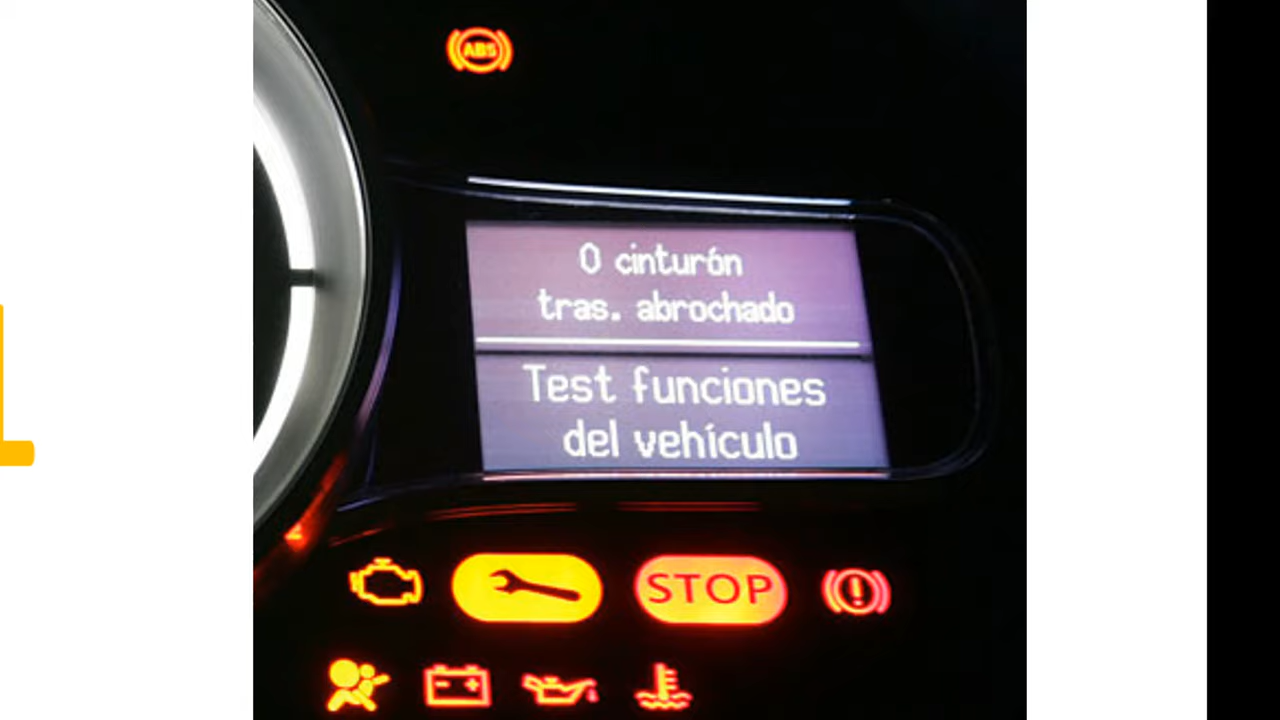 ABS
0 cinturón
tras. abrochado
Test funciones
del vehículo
STOP